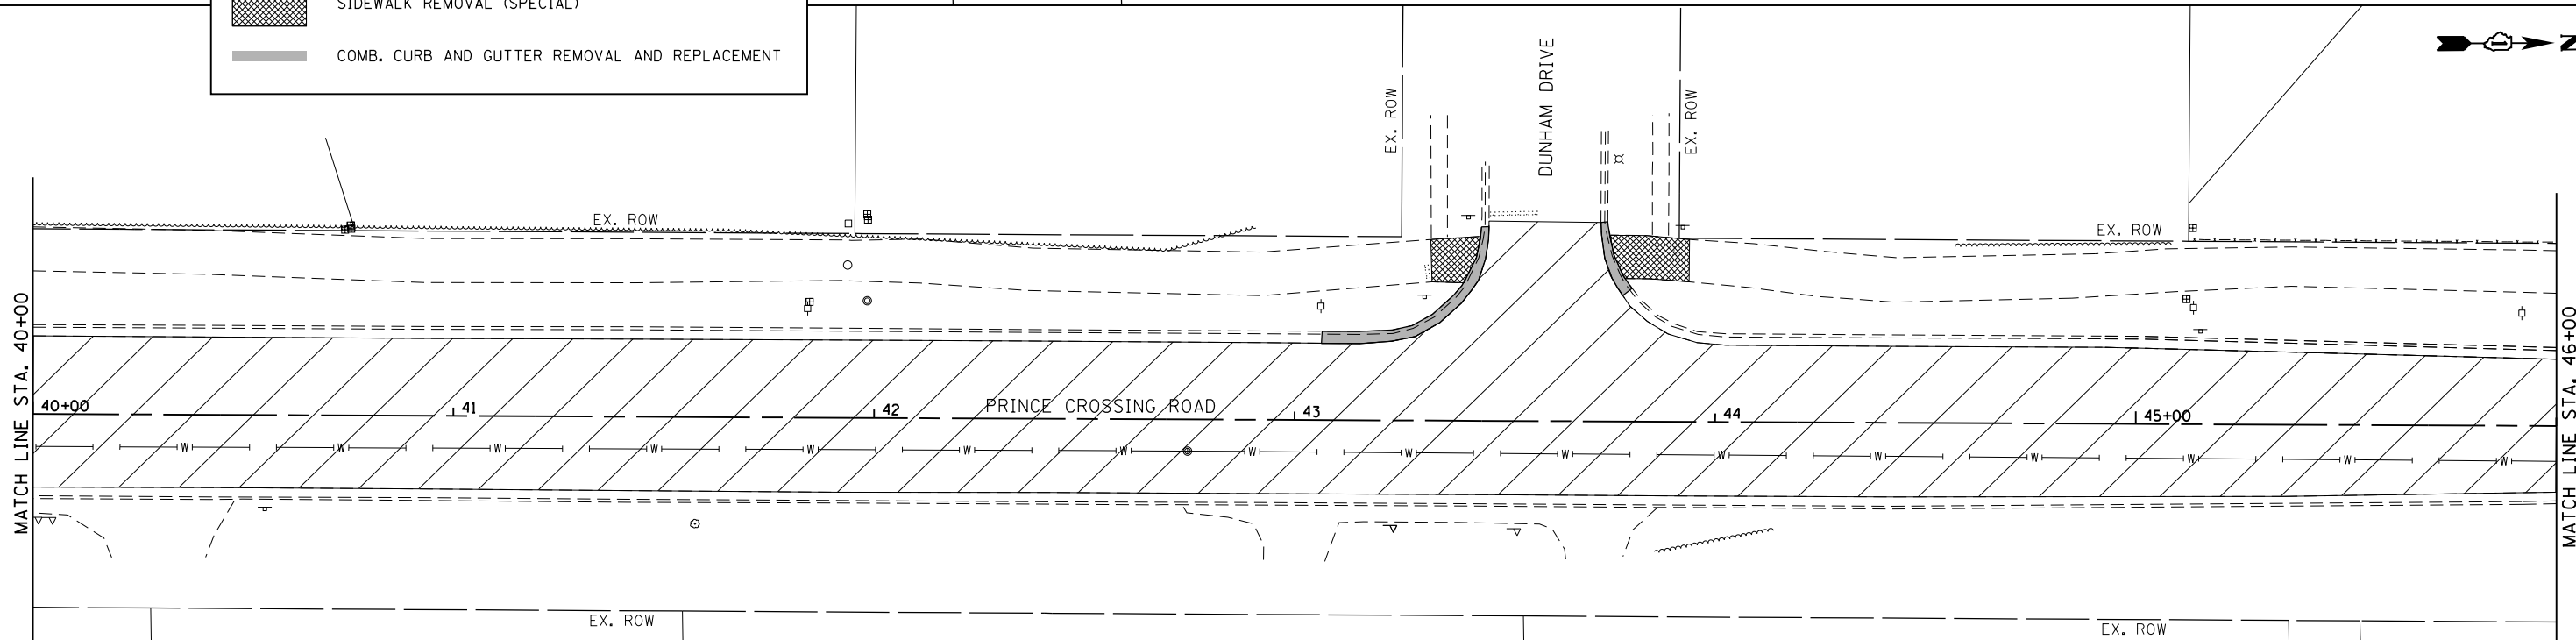 SIDEWALK REMOVAL (SPECIAL)
COMB. CURB AND GUTTER REMOVAL AND REPLACEMENT
N
DUNHAM DRIVE
EX. ROW
EX. ROW
EX. ROW
EX. ROW
MATCH LINE STA. 40+00
MATCH LINE STA. 46+00
40+00
41
42
PRINCE CROSSING ROAD
43
44
45+00
W W W W W W W W W W W W W W W W
EX. ROW
EX. ROW